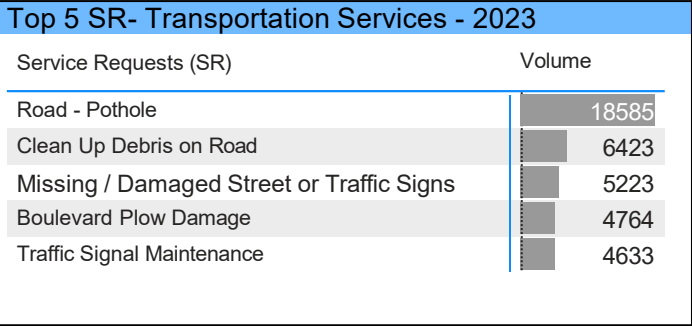 Top 5 SR- Transportation Services - 2023
Service Requests (SR) Volume
Road - Pothole 18585
Clean Up Debris on Road 6423
Missing / Damaged Street or Traffic Signs 5223
Boulevard Plow Damage 4764
Traffic Signal Maintenance 4633